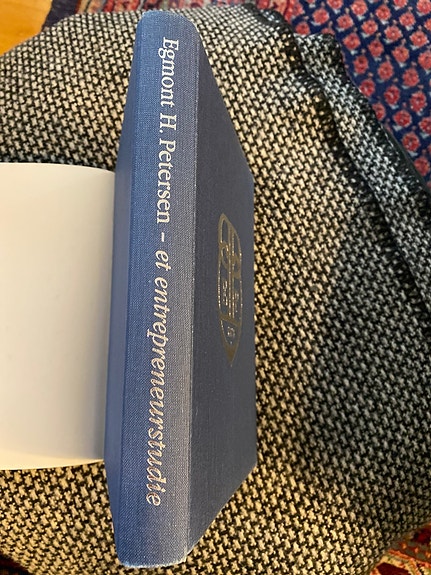 Egmont H. Petersen – et entrepreneurstudie